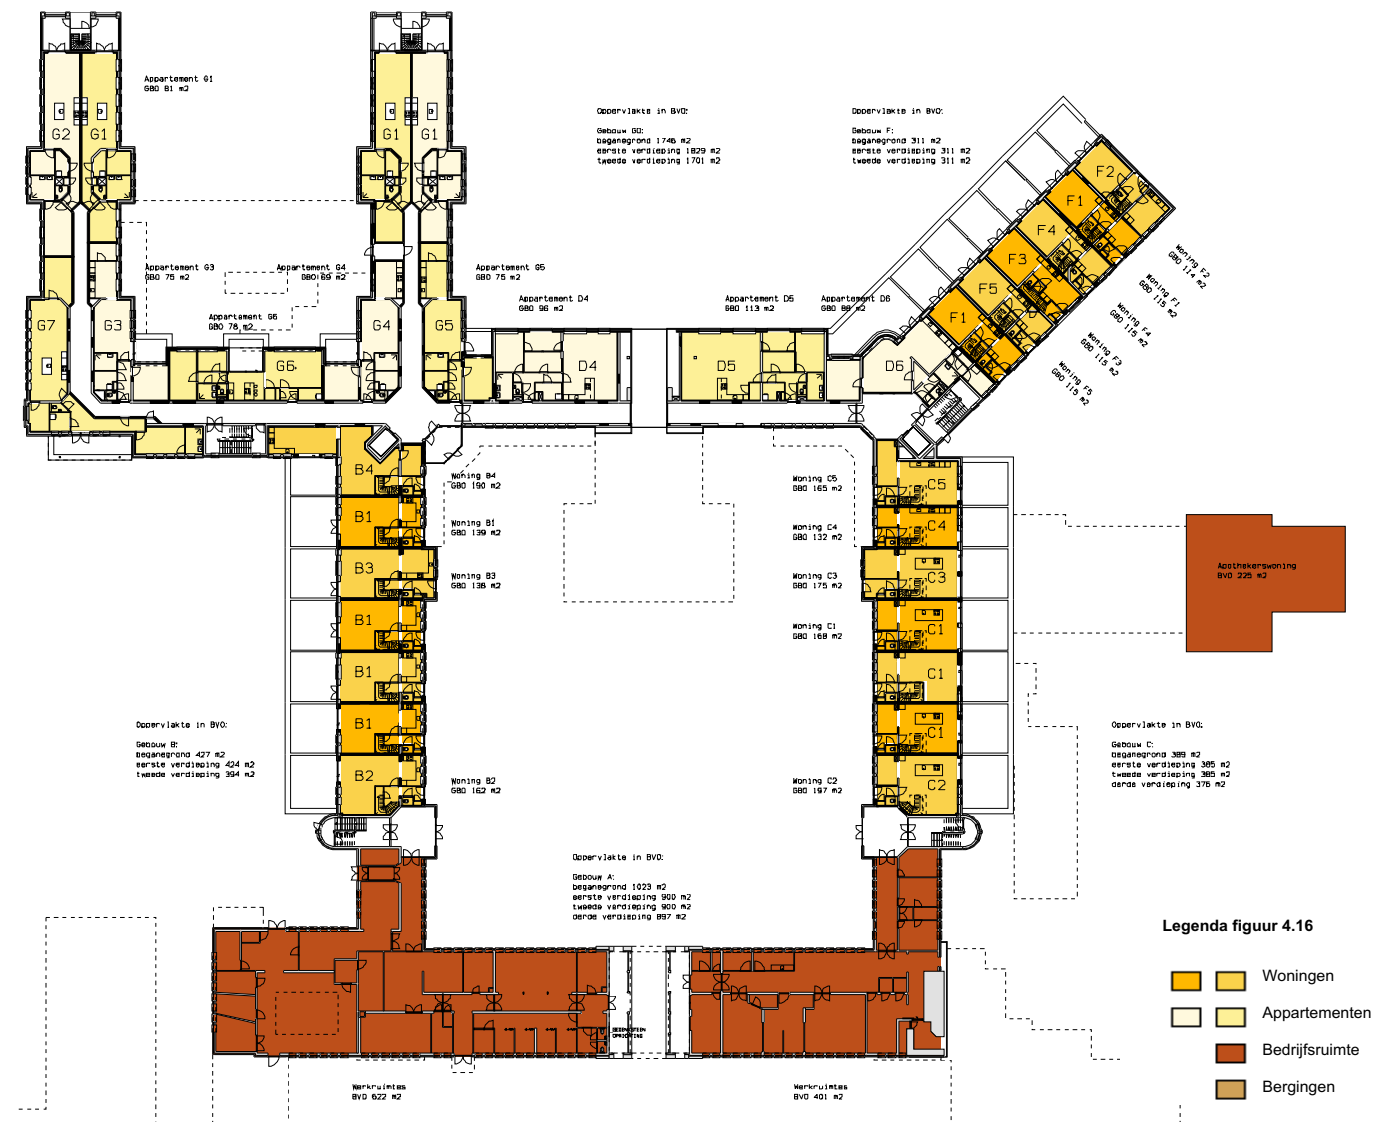 Appartement G1
GBO 81 m2
Oppervlakte in BVO:
Gebouw GD:
beganegrond 1746 m2
eerste verdieping 1829 m2
tweede verdieping 1701 m2
Oppervlakte in BVO:
Gebouw F:
beganegrond 311 m2
eerste verdieping 311 m2
tweede verdieping 311 m2
G2
G1
G1
G1
F2
F1
F4
F3
F5
F1
Woning F2
GBO 114 m2
Woning F1
GBO 115 m2
Woning F4
GBO 115 m2
Woning F3
GBO 115 m2
Woning F5
GBO 115 m2
Appartement G3
GBO 75 m2
Appartement G4
GBO 69 m2
Appartement G5
GBO 75 m2
Appartement G6
GBO 78 m2
Appartement D4
GBO 96 m2
Appartement D5
GBO 113 m2
Appartement D6
GBO 88 m2
G7
G3
G6
G4
G5
D4
D5
D6
B4
Woning B4
GBO 190 m2
Woning C5
GBO 165 m2
C5
B1
Woning B1
GBO 139 m2
Woning C4
GBO 132 m2
C4
B3
Woning B3
GBO 138 m2
Woning C3
GBO 175 m2
C3
Apothekerswoning
BVO 225 m2
B1
Woning C1
GBO 168 m2
C1
B1
C1
B1
C1
Oppervlakte in BVO:
Gebouw B:
beganegrond 427 m2
eerste verdieping 424 m2
tweede verdieping 394 m2
Oppervlakte in BVO:
Gebouw C:
beganegrond 389 m2
eerste verdieping 385 m2
tweede verdieping 385 m2
derde verdieping 376 m2
B2
Woning B2
GBO 162 m2
Woning C2
GBO 197 m2
C2
Oppervlakte in BVO:
Gebouw A:
beganegrond 1023 m2
eerste verdieping 900 m2
tweede verdieping 900 m2
derde verdieping 897 m2
Legenda figuur 4.16
Woningen
Appartementen
Bedrijfsruimte
Bergingen
Werkruimtes
BVO 622 m2
Werkruimtes
BVO 401 m2